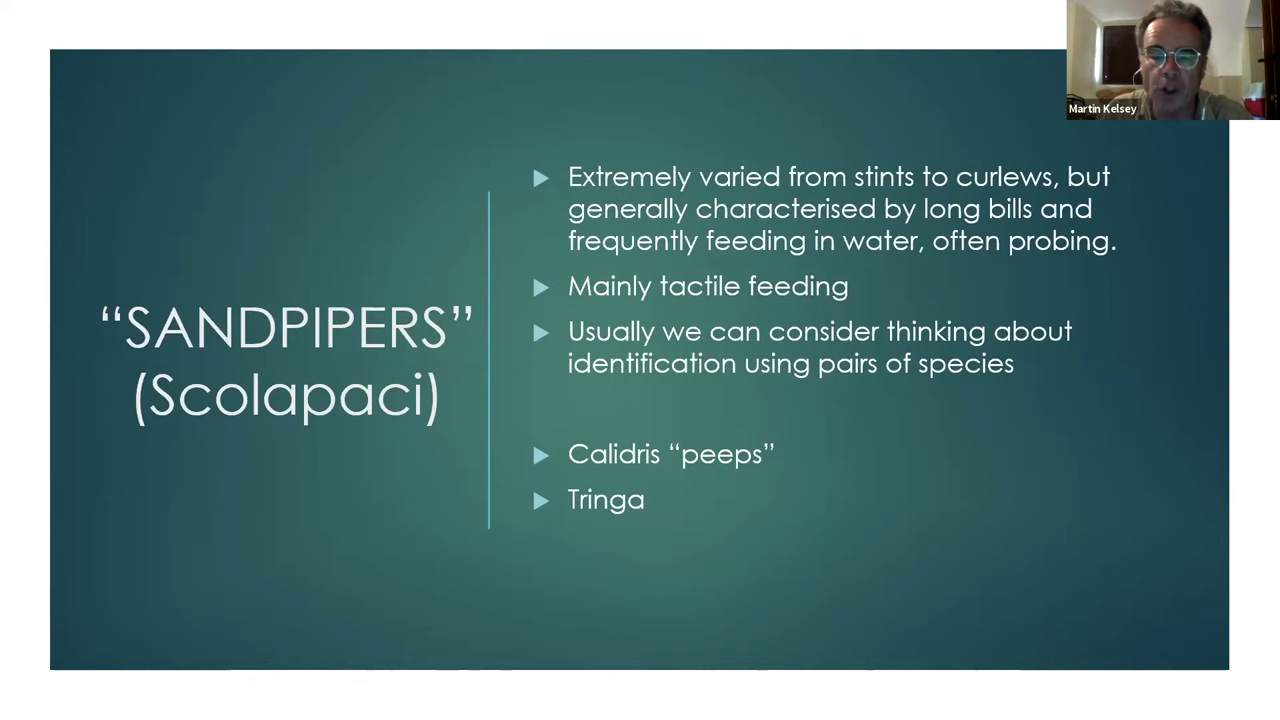 Martin Kelsey
“SANDPIPERS”
(Scolapaci)
Extremely varied from stints to curlews, but
generally characterised by long bills and
frequently feeding in water, often probing.
Mainly tactile feeding
Usually we can consider thinking about
identification using pairs of species
Calidris “peeps”
Tringa